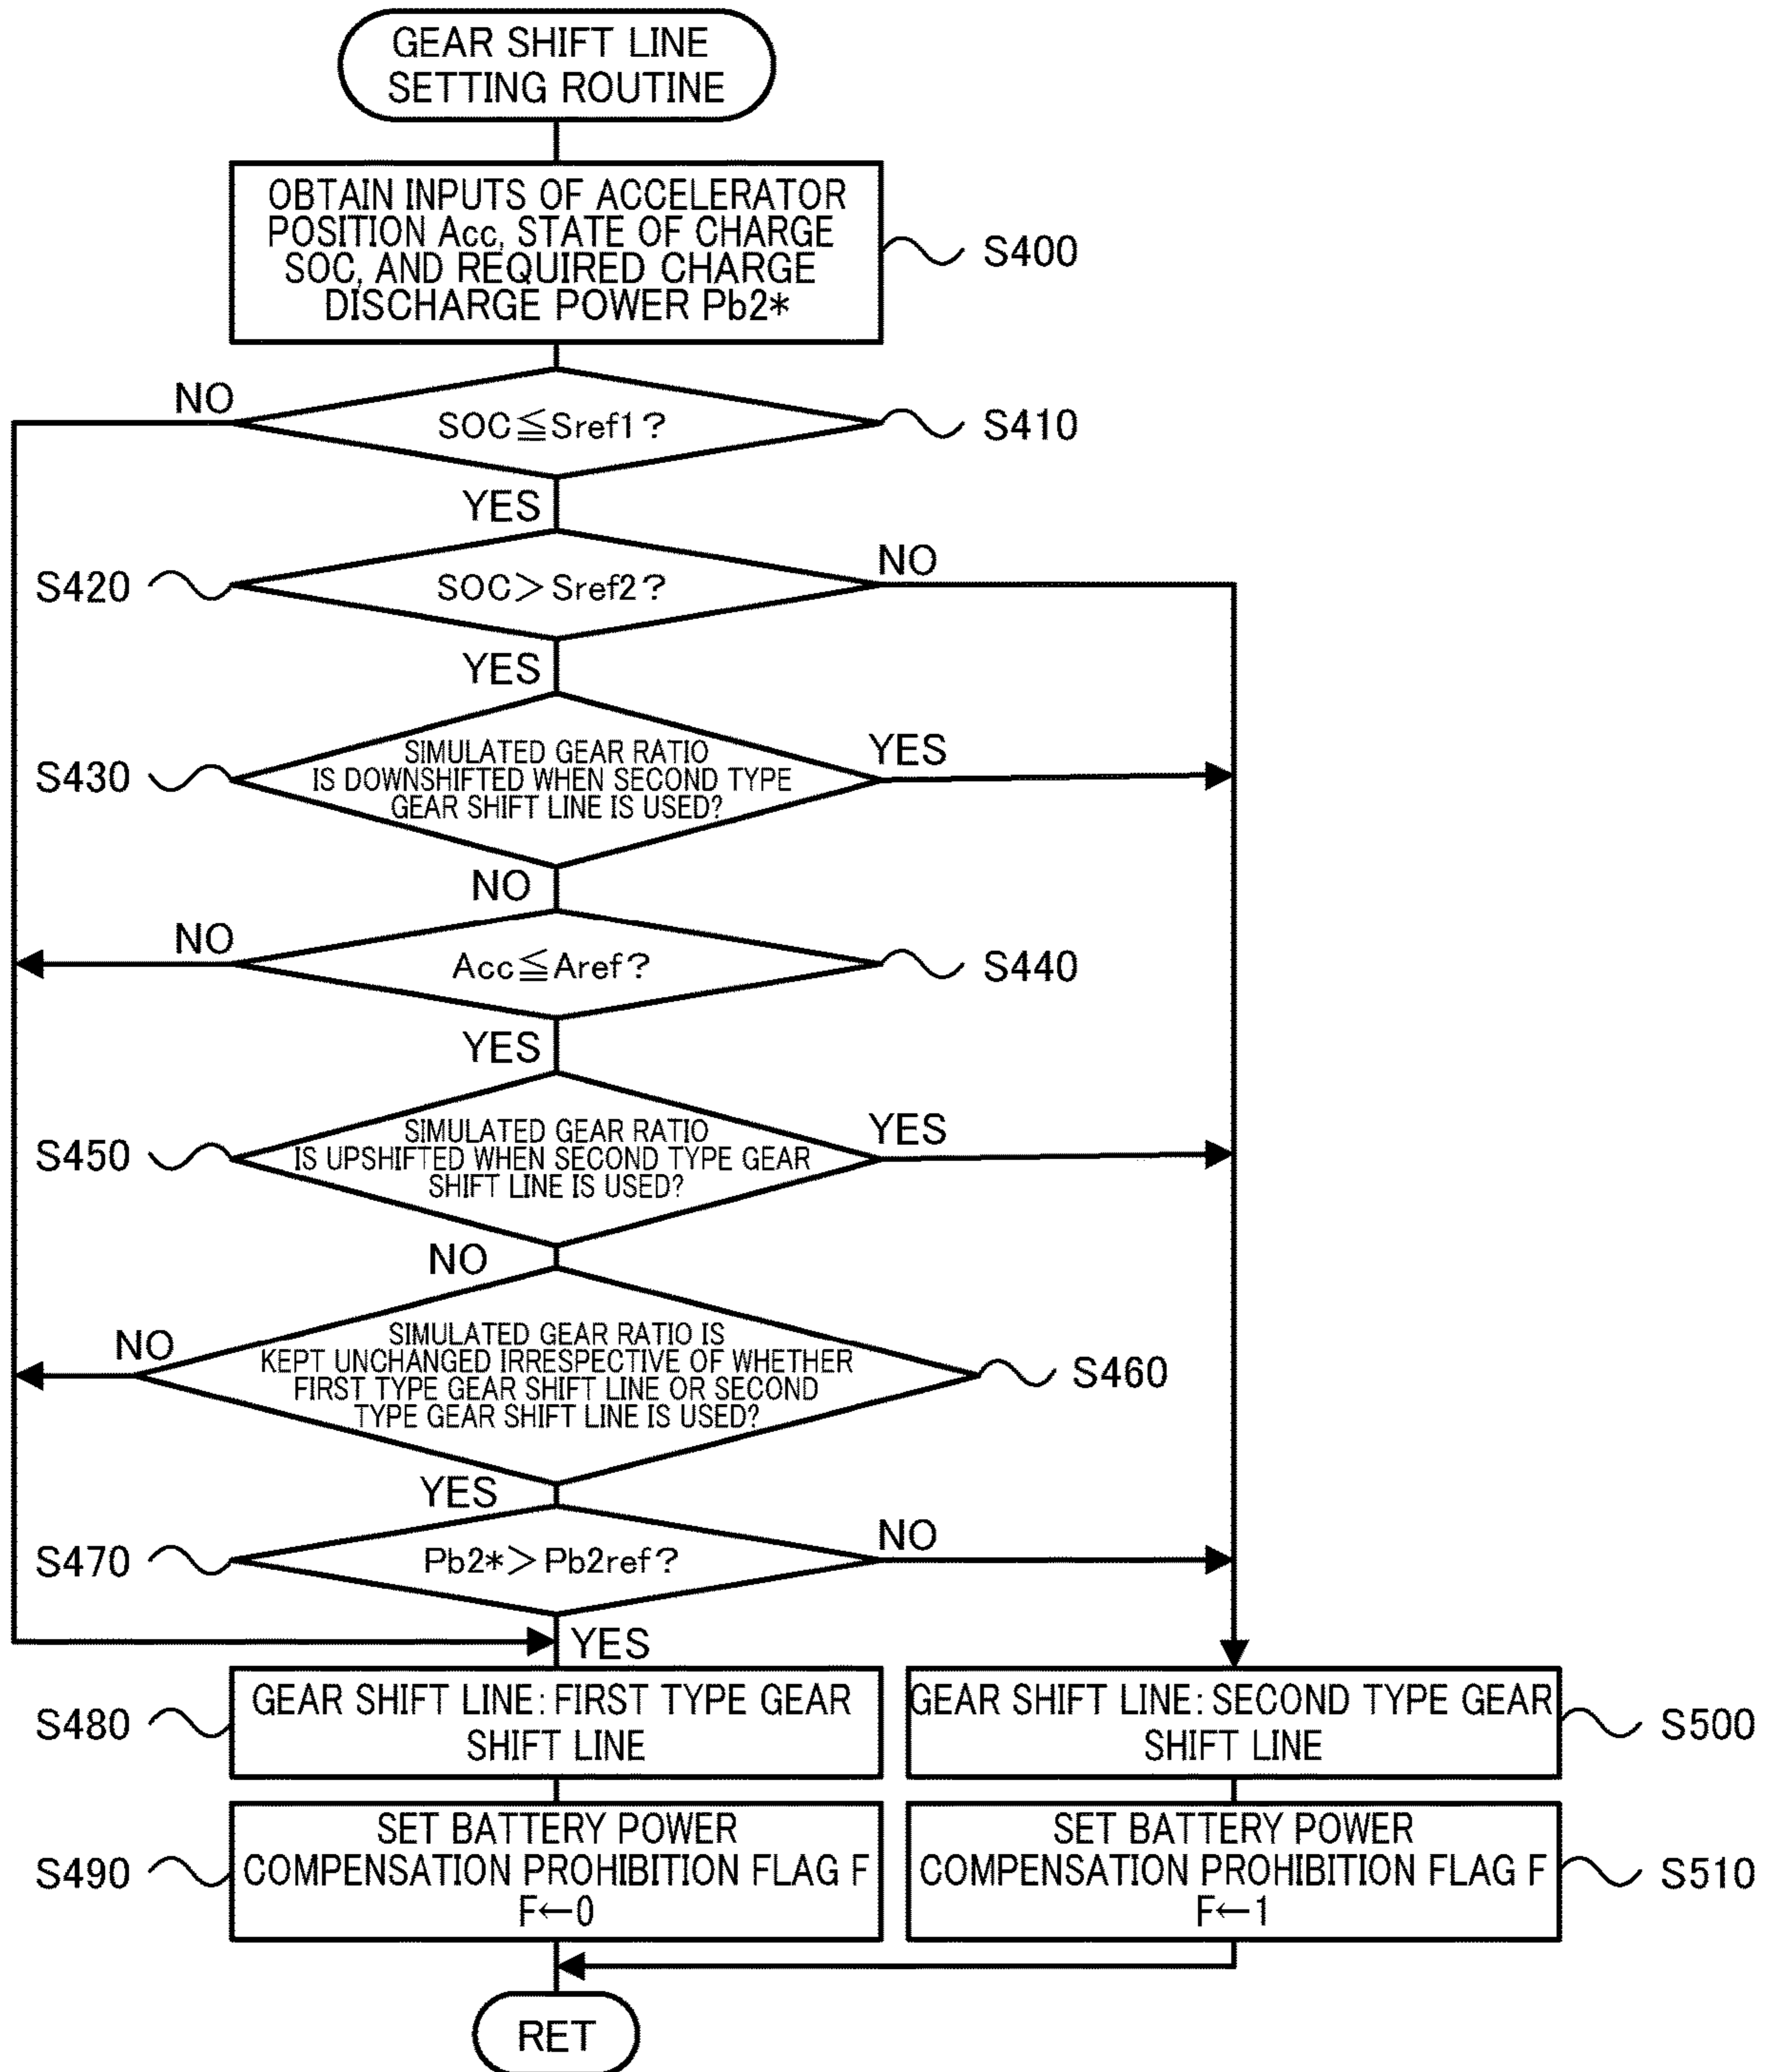 GEAR SHIFT LINE
SETTING ROUTINE
OBTAIN INPUTS OF ACCELERATOR
POSITION Acc, STATE OF CHARGE
SOC, AND REQUIRED CHARGE
DISCHARGE POWER Pb2*
S400
NO
SOC≦Sref1?
S410
YES
S420
SOC>Sref2?
NO
YES
S430
SIMULATED GEAR RATIO
IS DOWNSHIFTED WHEN SECOND TYPE
GEAR SHIFT LINE IS USED?
YES
NO
NO
Acc≦Aref?
S440
YES
S450
SIMULATED GEAR RATIO
IS UPSHIFTED WHEN SECOND TYPE GEAR
SHIFT LINE IS USED?
YES
NO
NO
SIMULATED GEAR RATIO IS
KEPT UNCHANGED IRRESPECTIVE OF WHETHER
FIRST TYPE GEAR SHIFT LINE OR SECOND
TYPE GEAR SHIFT LINE IS USED?
S460
YES
S470
Pb2*>Pb2ref?
NO
YES
S480
GEAR SHIFT LINE:FIRST TYPE GEAR
SHIFT LINE
GEAR SHIFT LINE:SECOND TYPE GEAR
SHIFT LINE
S500
S490
SET BATTERY POWER
COMPENSATION PROHIBITION FLAG F
F←0
SET BATTERY POWER
COMPENSATION PROHIBITION FLAG F
F←1
S510
RET